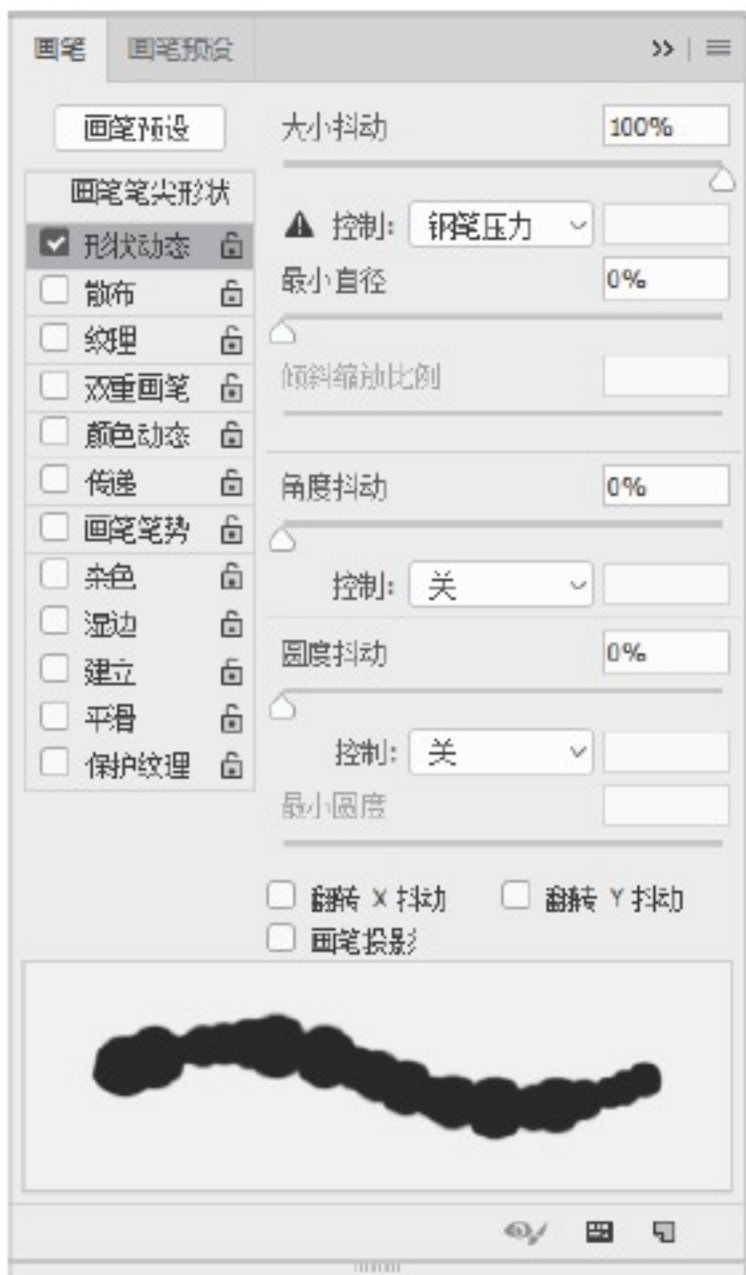 画笔 画笔预设
画笔预设
画笔笔尖形状
形状动态
散布
纹理
双重画笔
颜色动态
传递
画笔笔势
杂色
湿边
建立
平滑
保护纹理
大小抖动 100%
控制: 钢笔压力
最小直径 0%
倾斜缩放比例
角度抖动 0%
控制: 关
圆度抖动 0%
控制: 关
最小圆度
翻转 X 抖动 翻转 Y 抖动
画笔投影